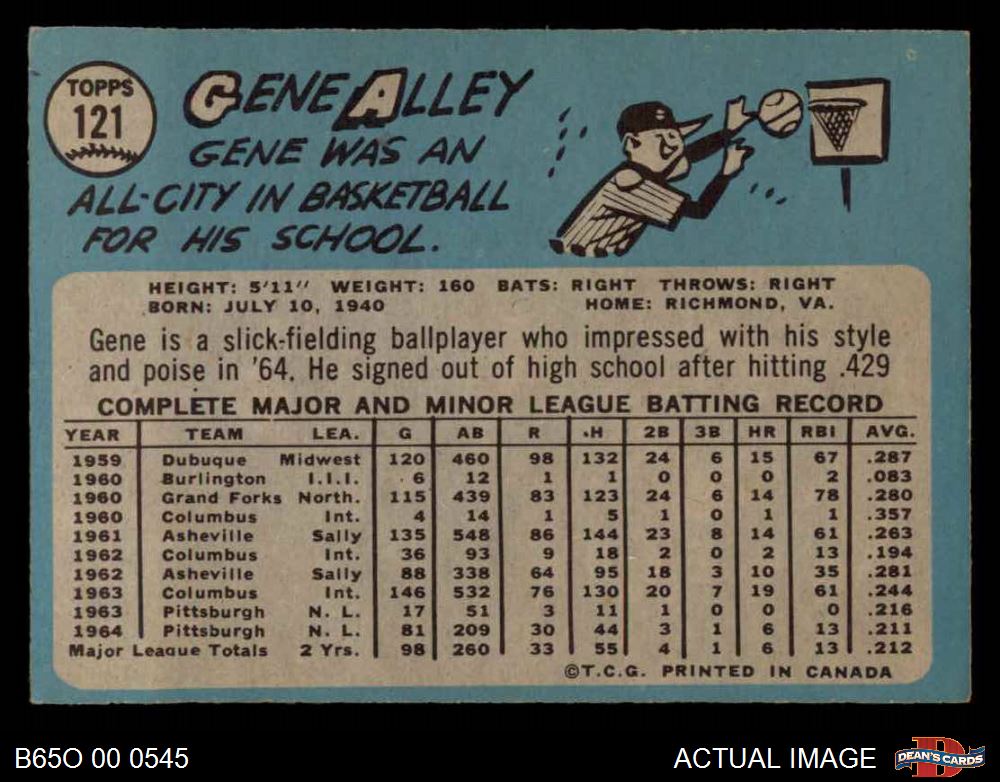 TOPPS
121
GENE ALLEY
GENE WAS AN
ALL-CITY IN BASKETBALL
FOR HIS SCHOOL.
HEIGHT: 5'11" WEIGHT: 160 BATS: RIGHT THROWS: RIGHT
BORN: JULY 10, 1940 HOME: RICHMOND, VA.
Gene is a slick-fielding ballplayer who impressed with his style
and poise in '64. He signed out of high school after hitting .429
COMPLETE MAJOR AND MINOR LEAGUE BATTING RECORD
YEAR TEAM LEA. G AB R H 2B 3B HR RBI AVG.
1959 Dubuque Midwest 120 460 98 132 24 6 15 67 .287
1960 Burlington I.I.I. 6 12 1 1 0 0 0 2 .083
1960 Grand Forks North. 115 439 83 123 24 6 14 78 .280
1960 Columbus Int. 4 14 1 5 1 0 1 1 .357
1961 Asheville Sally 135 548 86 144 23 8 14 61 .263
1962 Columbus Int. 36 93 9 18 2 0 2 13 .194
1962 Asheville Sally 88 338 64 95 18 3 10 35 .281
1963 Columbus Int. 146 532 76 130 20 7 19 61 .244
1963 Pittsburgh N. L. 17 51 3 11 1 0 0 0 .216
1964 Pittsburgh N. L. 81 209 30 44 3 1 6 13 .211
Major League Totals 2 Yrs. 98 260 33 55 4 1 6 13 .212
©T.C.G. PRINTED IN CANADA
B65O 00 0545 ACTUAL IMAGE
D
DEAN'S CARDS